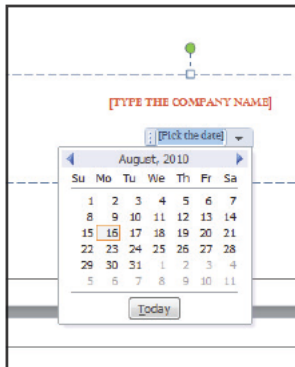 [TYPE THE COMPANY NAME]
[Pick the date]
August, 2010
Su Mo Tu We Th Fr Sa
1 2 3 4 5 6 7
8 9 10 11 12 13 14
15 16 17 18 19 20 21
22 23 24 25 26 27 28
29 30 31 1 2 3 4
5 6 7 8 9 10 11
Today